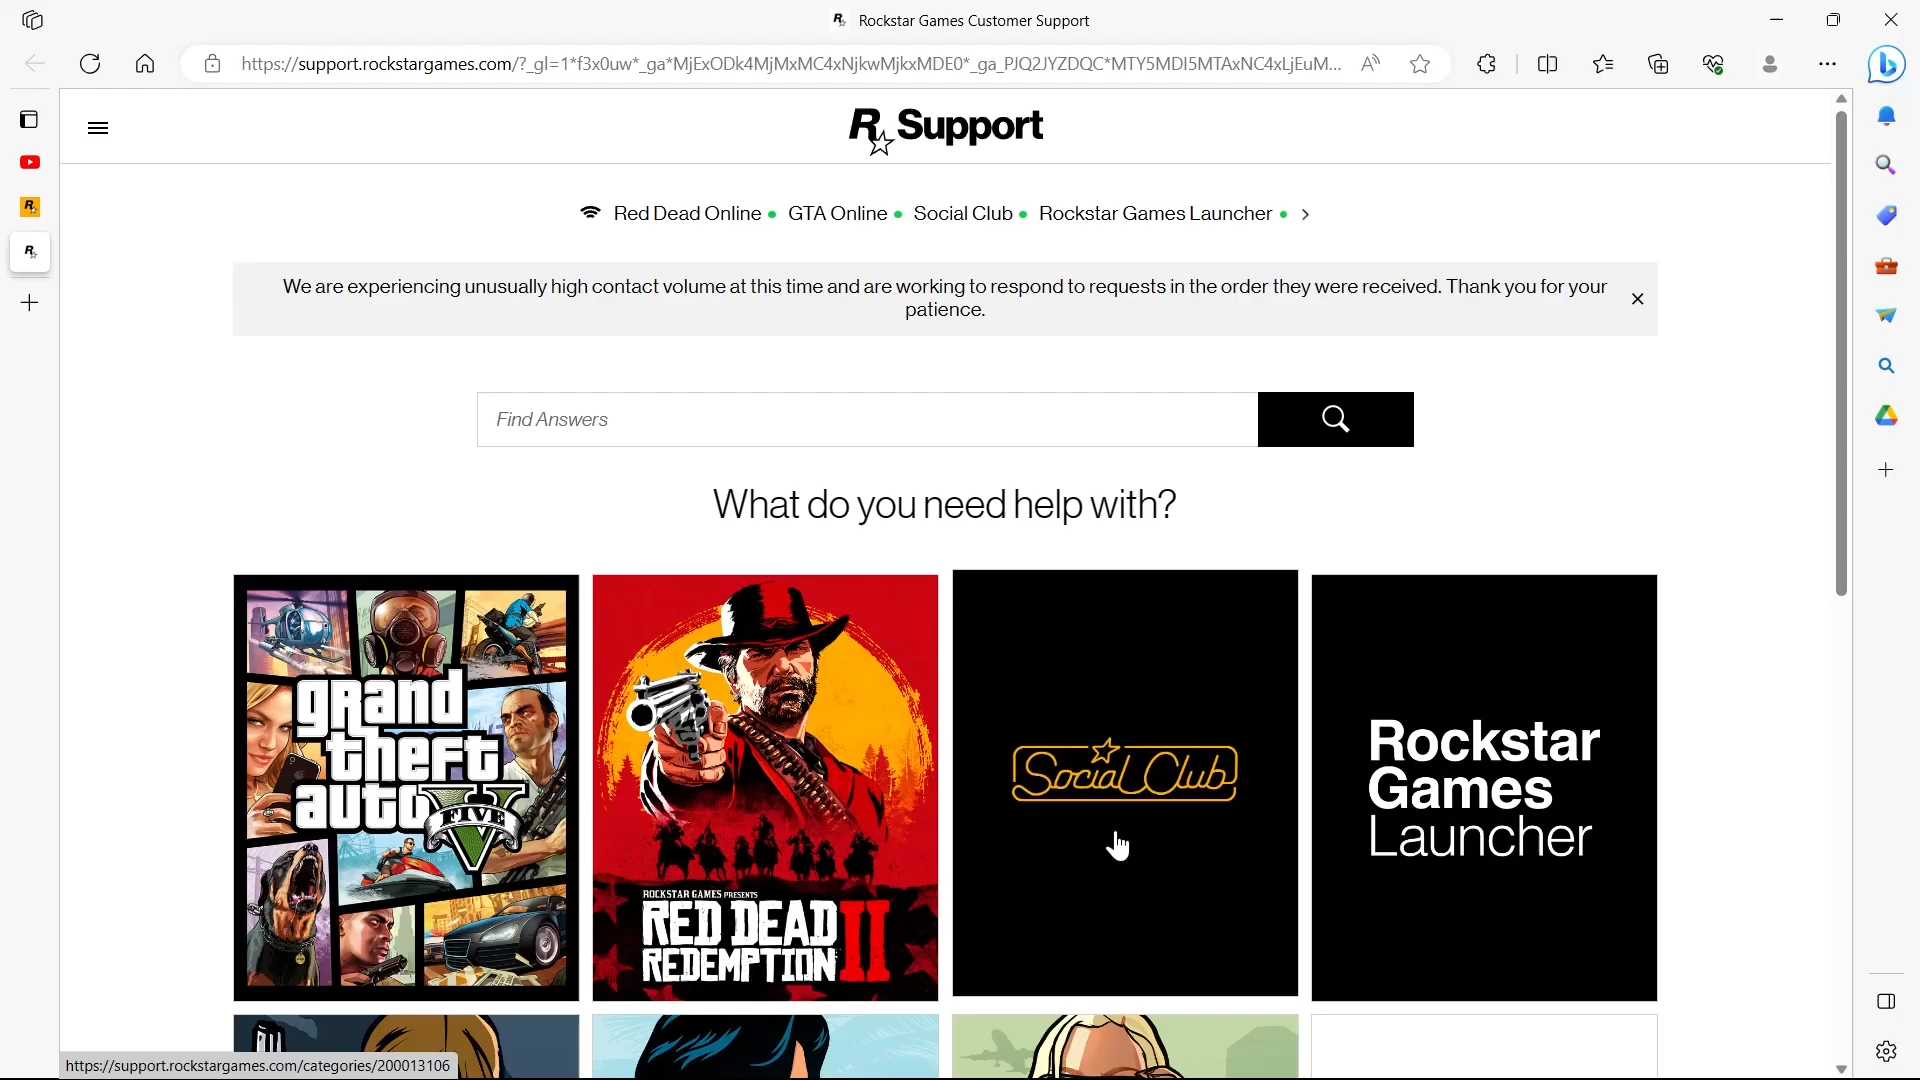 Rockstar Games Customer Support
https://support.rockstargames.com/?_gl=1*f3x0uw*_ga*MjExODk4MjMxMC4xNjkwMjkxMDE0*_ga_PJQ2JYZDQC*MTY5MDI5MTAxNC4xLjEuM...
R Support
Red Dead Online GTA Online Social Club Rockstar Games Launcher
We are experiencing unusually high contact volume at this time and are working to respond to requests in the order they were received. Thank you for your
patience.
Find Answers
What do you need help with?
grand
theft
auto
V
FIVE
ROCKSTAR GAMES PRESENTS
RED DEAD
REDEMPTION II
Social Club
Rockstar
Games
Launcher
https://support.rockstargames.com/categories/200013106